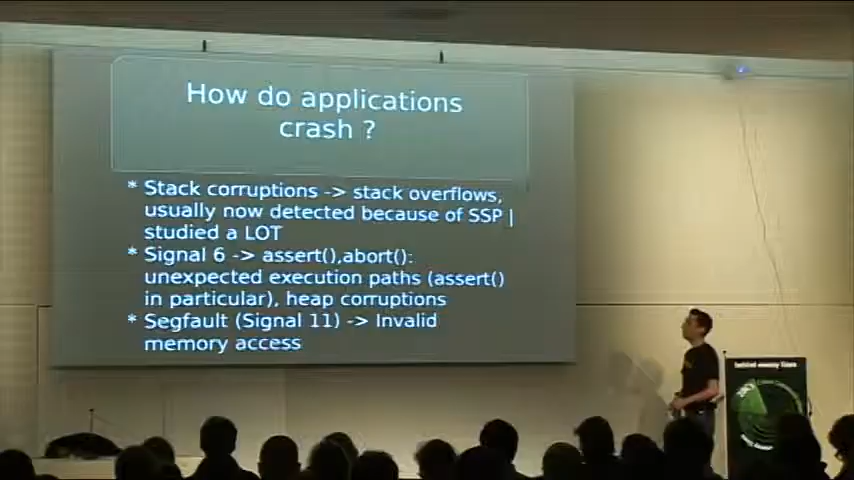 How do applications
crash ?
* Stack corruptions -> stack overflows,
usually now detected because of SSP |
studied a LOT
* Signal 6 -> assert(),abort():
unexpected execution paths (assert()
in particular), heap corruptions
* Segfault (Signal 11) -> Invalid
memory access